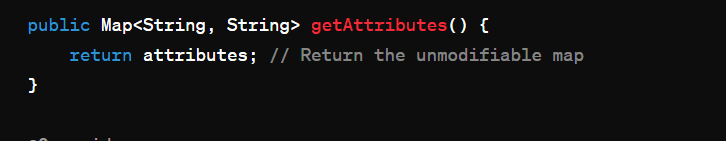 public Map<String, String> getAttributes() {
    return attributes; // Return the unmodifiable map
}